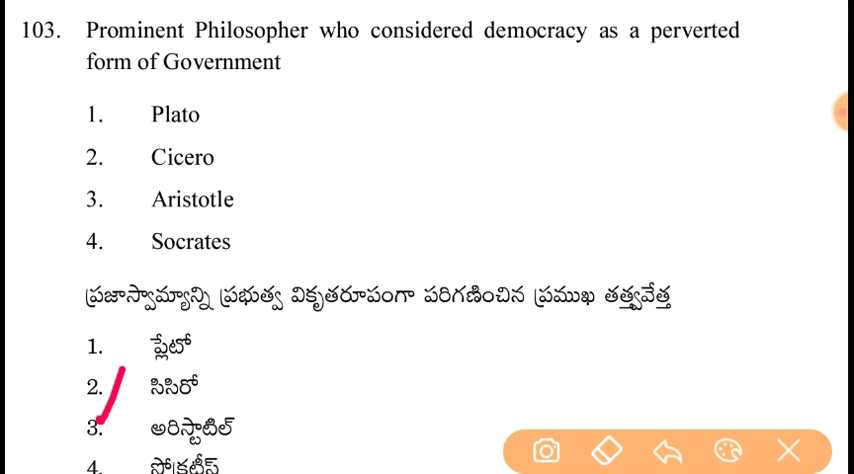 103. Prominent Philosopher who considered democracy as a perverted
form of Government
1. Plato
2. Cicero
3. Aristotle
4. Socrates
ప్రజాస్వామ్యాన్ని ప్రభుత్వ వికృతరూపంగా పరిగణించిన ప్రముఖ తత్త్వవేత్త
1. ప్లేటో
2. సిసిరో
3. అరిస్టాటిల్
4. సోక్రటీస్